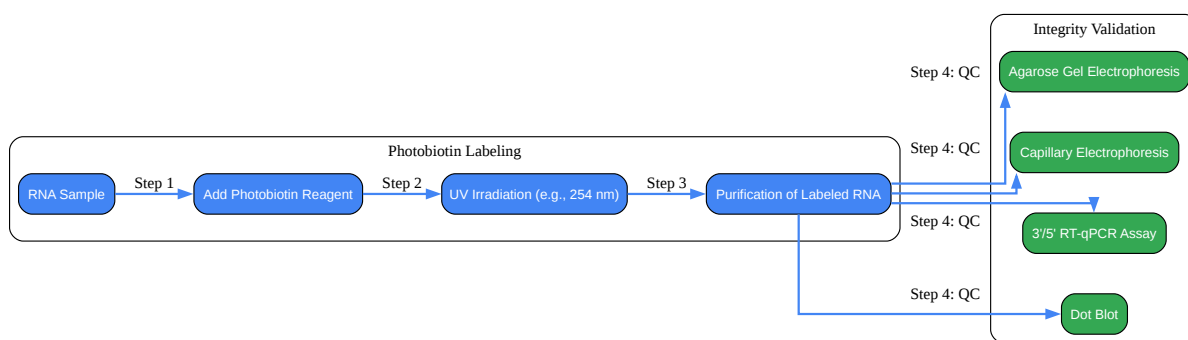 Integrity Validation
Step 4: QC
Agarose Gel Electrophoresis
Photobiotin Labeling
Step 4: QC
Capillary Electrophoresis
RNA Sample
Step 1
Add Photobiotin Reagent
Step 2
UV Irradiation (e.g., 254 nm)
Step 3
Purification of Labeled RNA
Step 4: QC
3'/5' RT-qPCR Assay
Step 4: QC
Dot Blot